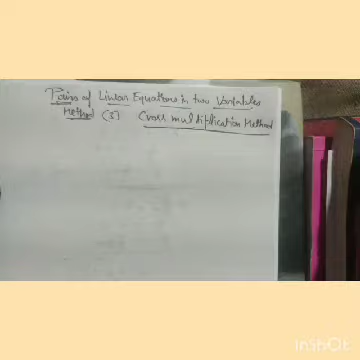 Pairs of Linear Equations in two Variables
Method (3) Cross multiplication Method
InShOt